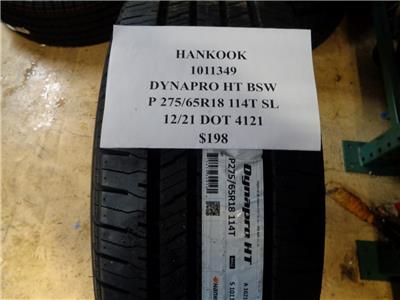 HANKOOK
1011349
DYNAPRO HT BSW
P 275/65R18 114T SL
12/21 DOT 4121
$198
Dynapro HT
P275/65R18 114T